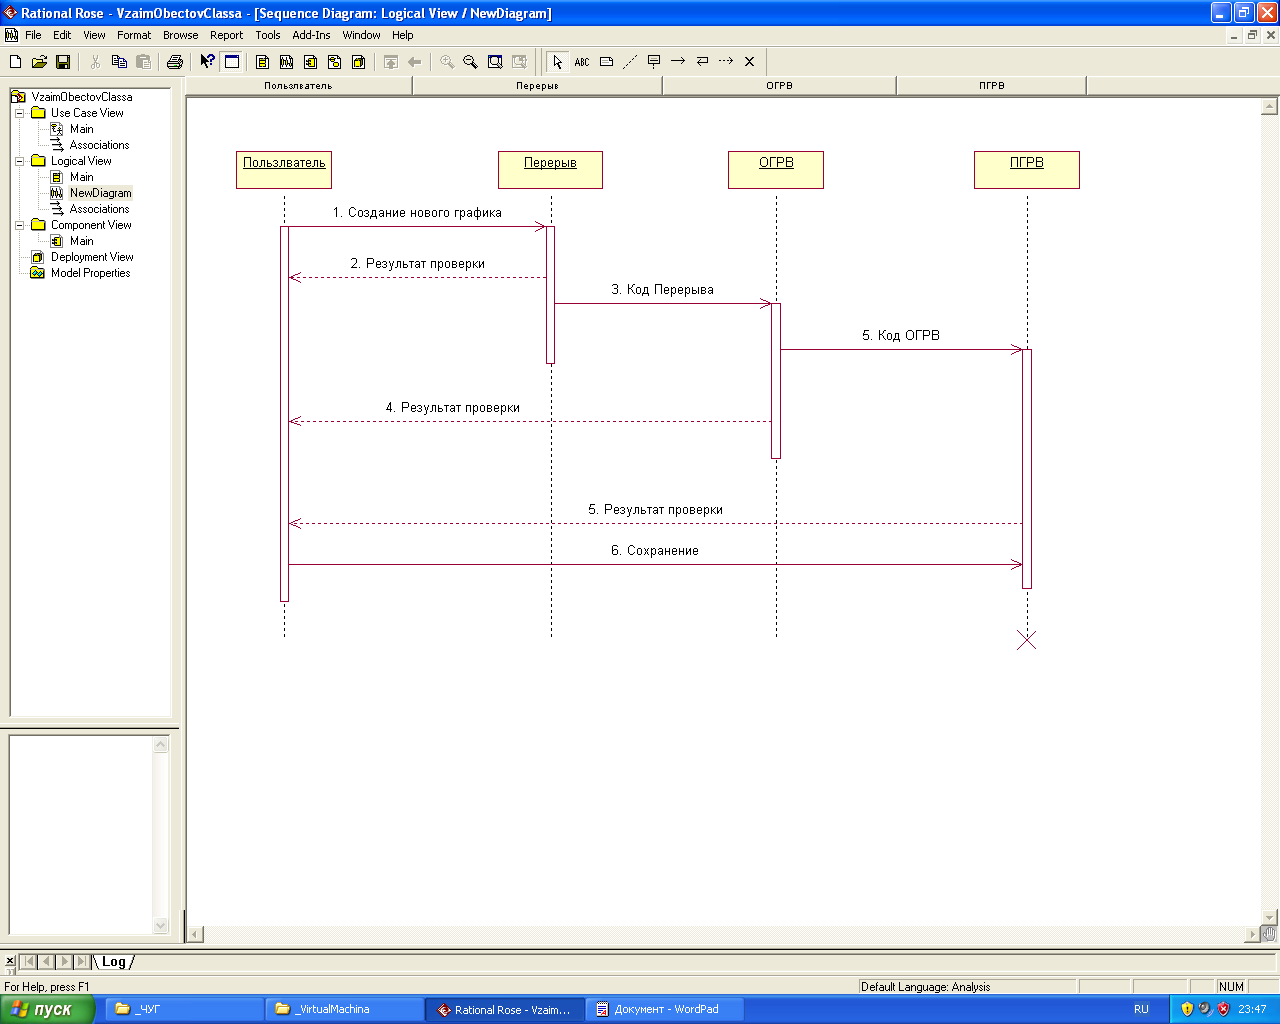 Rational Rose - VzaimObectovClassa - [Sequence Diagram: Logical View / NewDiagram]
File Edit View Format Browse Report Tools Add-Ins Window Help
ABC
Пользлватель Перерыв ОГРВ ПГРВ
VzaimObectovClassa
Use Case View
Main
Associations
Logical View
Main
NewDiagram
Associations
Component View
Main
Deployment View
Model Properties
Пользлватель Перерыв ОГРВ ПГРВ
1. Создание нового графика
2. Результат проверки
3. Код Перерыва
5. Код ОГРВ
4. Результат проверки
5. Результат проверки
6. Сохранение
Log
For Help, press F1 Default Language: Analysis NUM
пуск _ЧУГ _VirtualMachina Rational Rose - Vzaim... Документ - WordPad RU 23:47